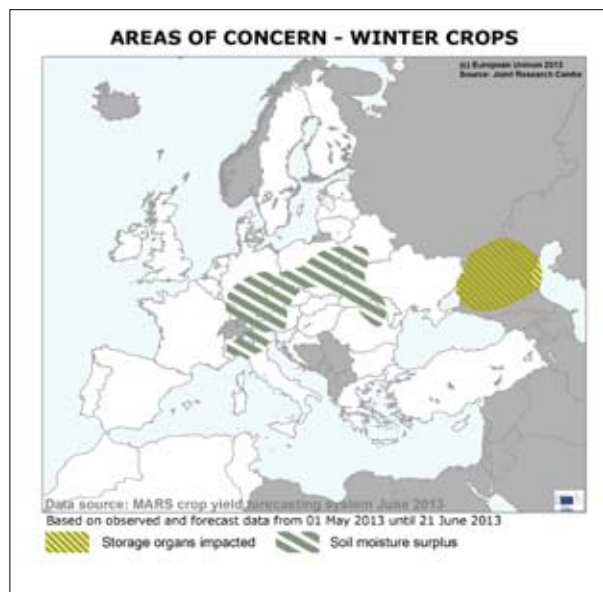 AREAS OF CONCERN - WINTER CROPS
(c) European Uninon 2013
Source: Joint Research Centre
Data source: MARS crop yield forecasting system June 2013
Based on observed and forecast data from 01 May 2013 until 21 June 2013
Storage organs impacted
Soil moisture surplus